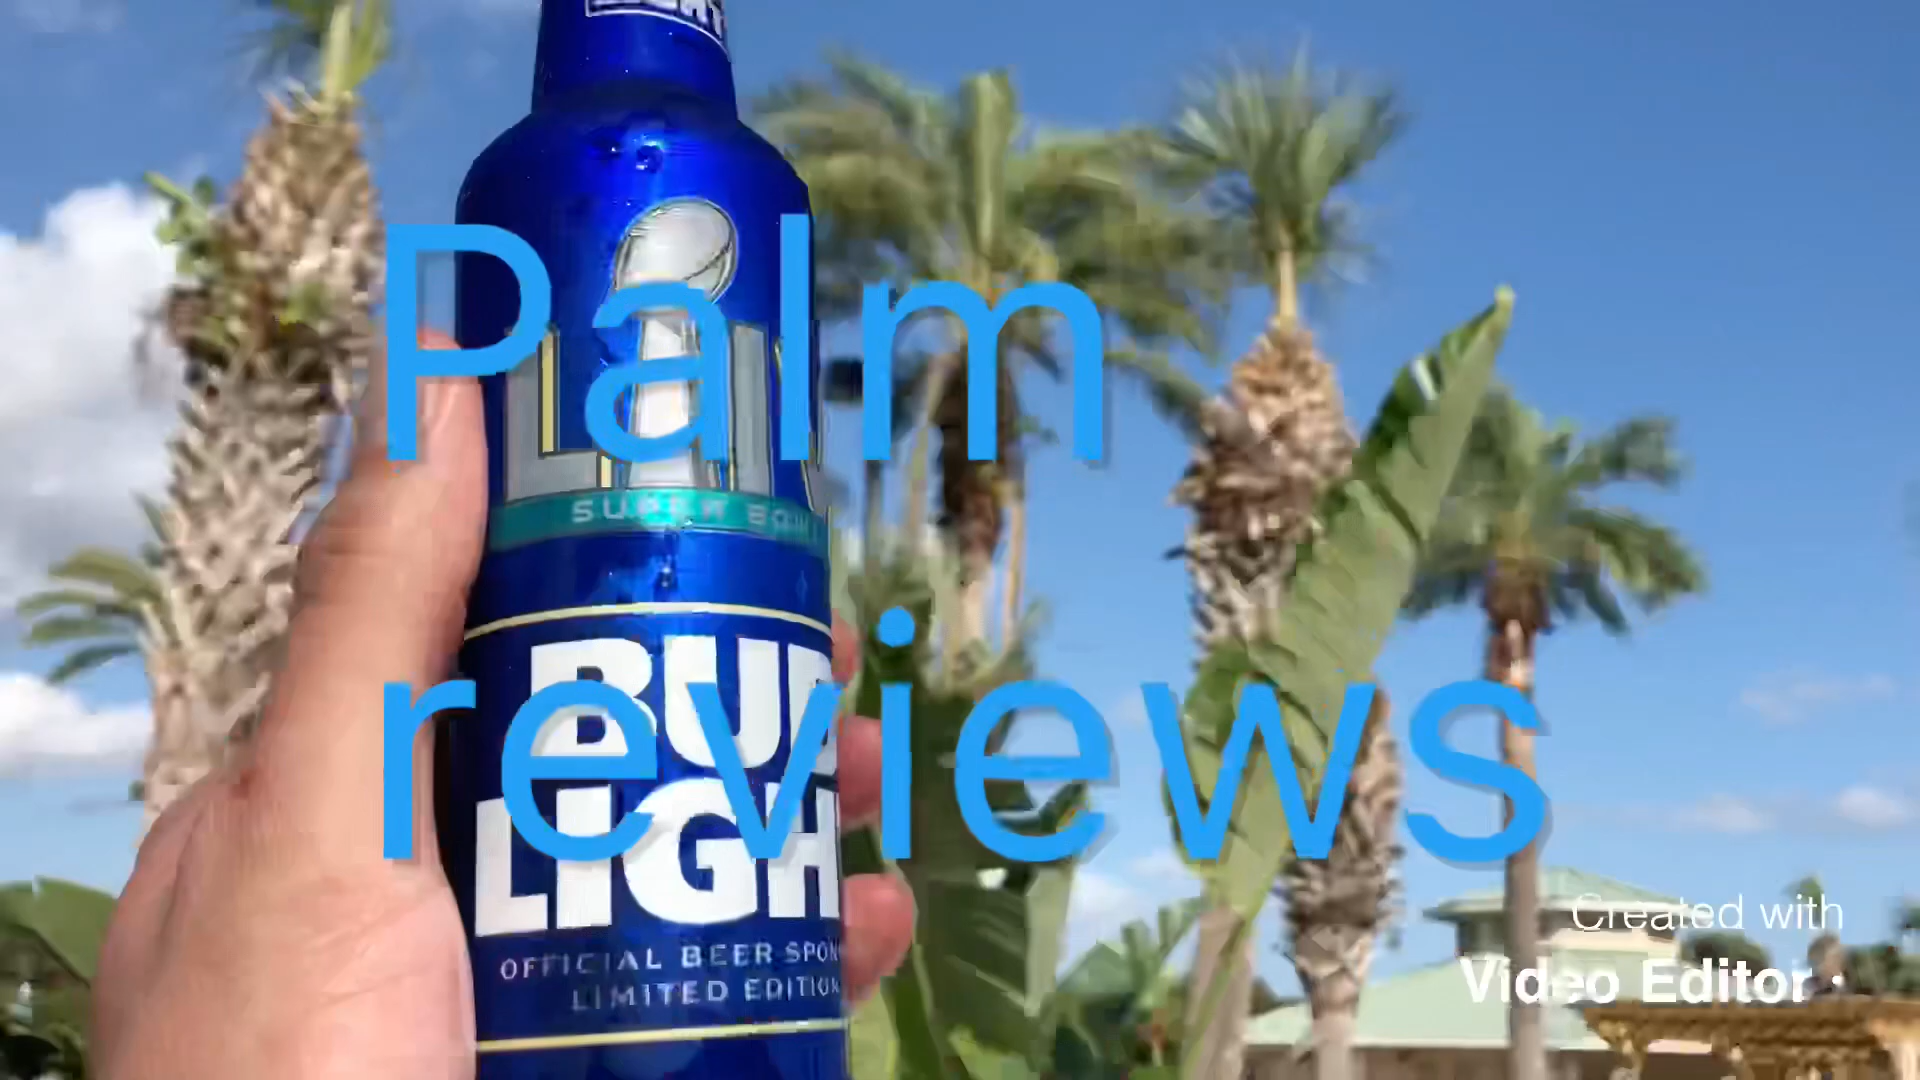 Palm
reviews
SUPER BOWL
BUD
LIGHT
OFFICIAL BEER SPON
LIMITED EDITION
Created with
Video Editor